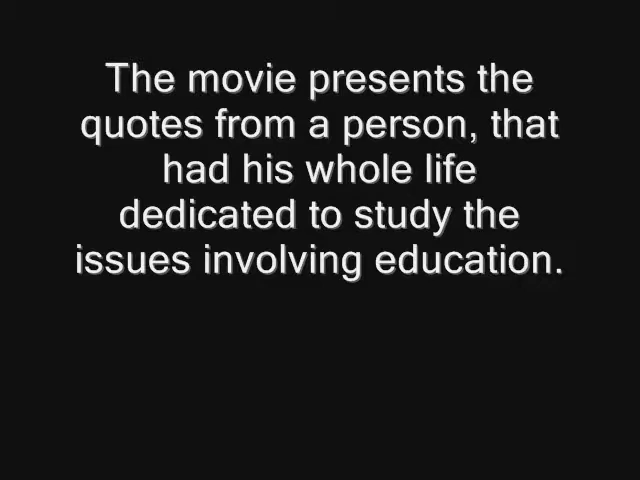 The movie presents the
quotes from a person, that
had his whole life
dedicated to study the
issues involving education.